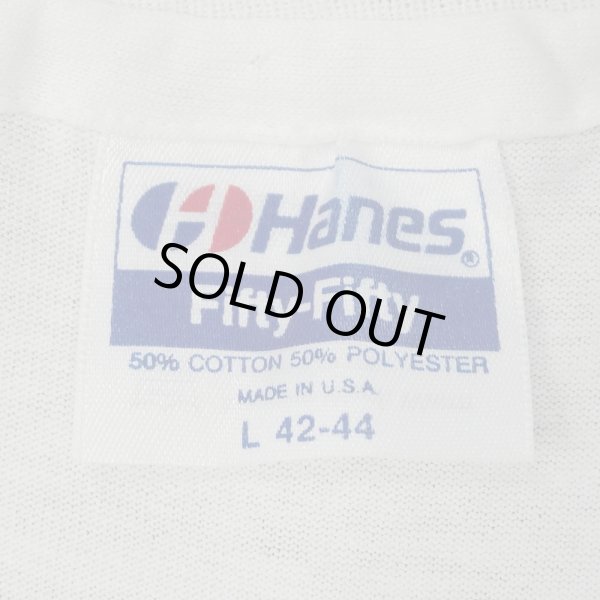 Hanes®
Fifty-Fifty
SOLD OUT
50% COTTON 50% POLYESTER
MADE IN U.S.A.
L 42-44